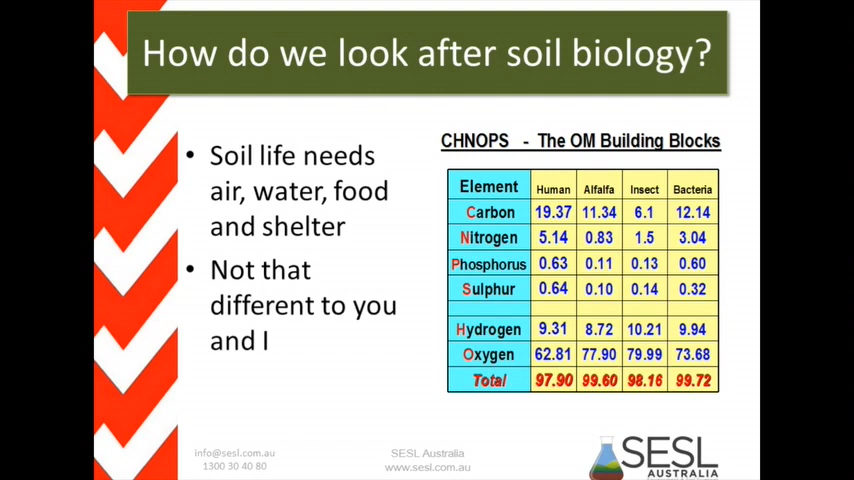 How do we look after soil biology?
• Soil life needs
air, water, food
and shelter
• Not that
different to you
and I
CHNOPS - The OM Building Blocks
Element Human Alfalfa Insect Bacteria
Carbon 19.37 11.34 6.1 12.14
Nitrogen 5.14 0.83 1.5 3.04
Phosphorus 0.63 0.11 0.13 0.60
Sulphur 0.64 0.10 0.14 0.32
Hydrogen 9.31 8.72 10.21 9.94
Oxygen 62.81 77.90 79.99 73.68
Total 97.90 99.60 98.16 99.72
info@sesl.com.au
1300 30 40 80
SESL Australia
www.sesl.com.au
SESL
AUSTRALIA